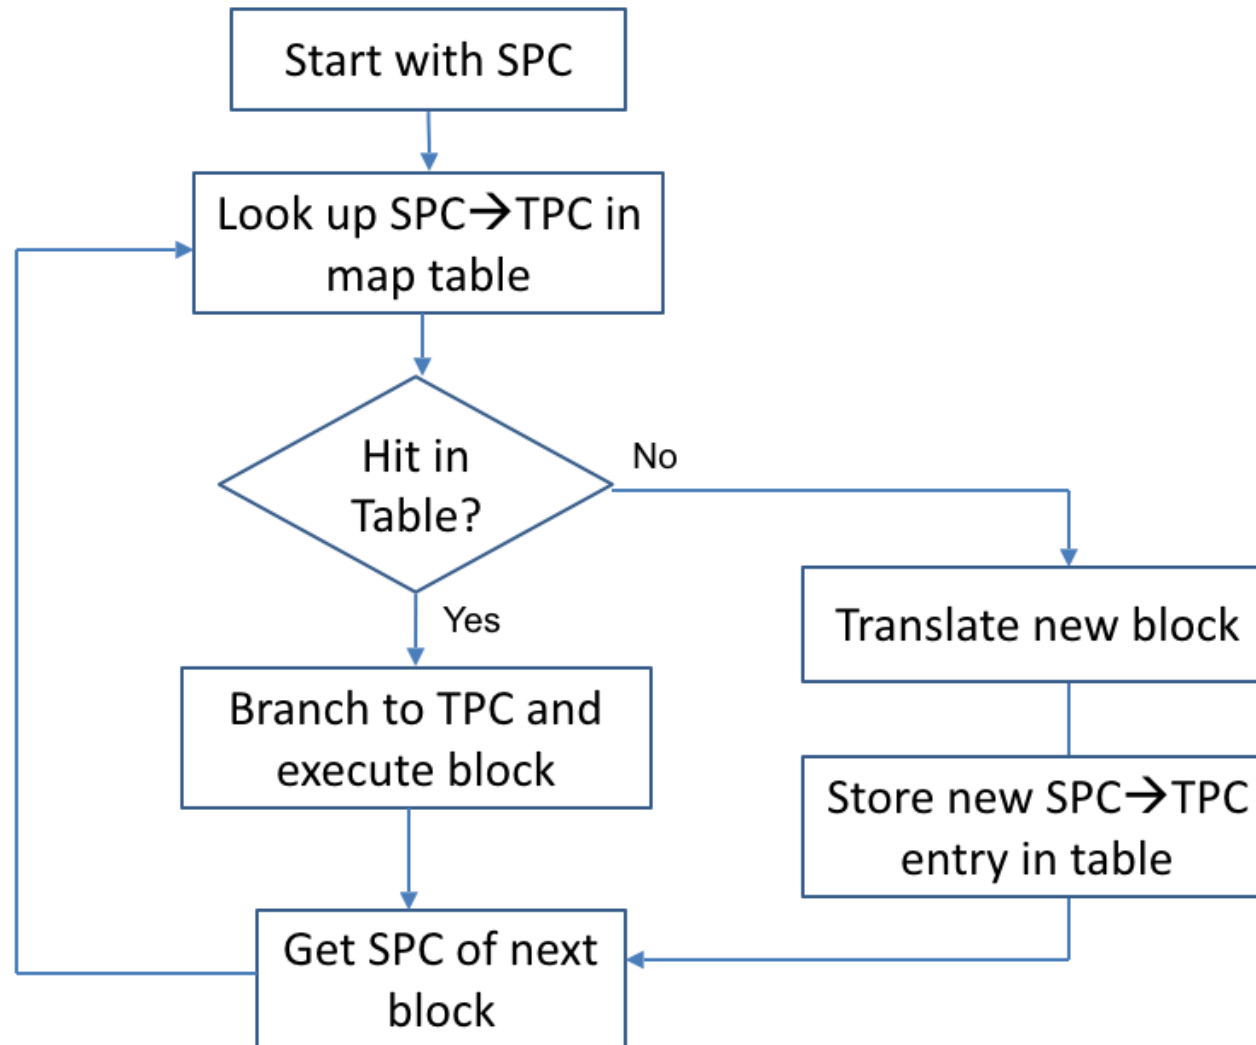 Start with SPC
Look up SPC→TPC in
map table
Hit in
Table?
No
Yes
Translate new block
Branch to TPC and
execute block
Store new SPC→TPC
entry in table
Get SPC of next
block